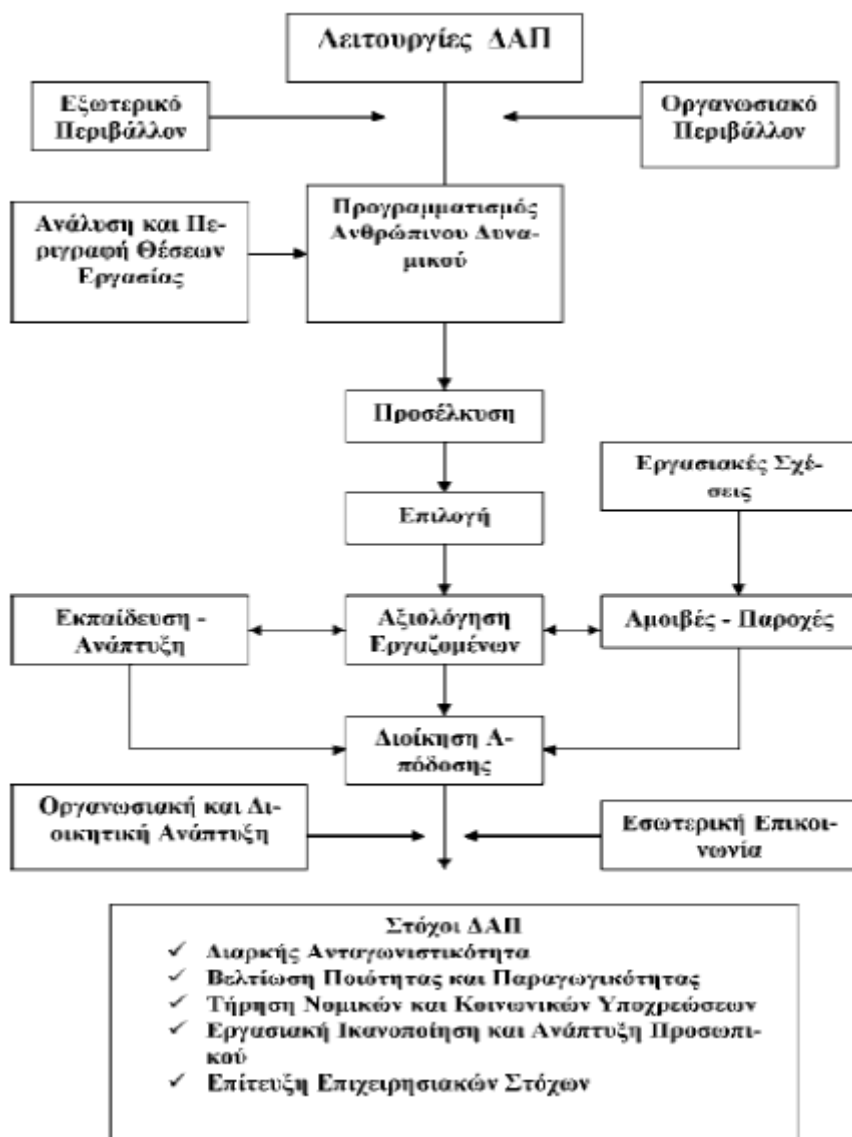 Λειτουργίες ΔΑΠ
Εξωτερικό
Περιβάλλον
Οργανωσιακό
Περιβάλλον
Ανάλυση και Πε-
ριγραφή Θέσεων
Εργασίας
Προγραμματισμός
Ανθρώπινου Δυνα-
μικού
Προσέλκυση
Εργασιακές Σχέ-
σεις
Επιλογή
Εκπαίδευση -
Ανάπτυξη
Αξιολόγηση
Εργαζομένων
Αμοιβές - Παροχές
Διοίκηση Α-
πόδοσης
Οργανωσιακή και Δι-
οικητική Ανάπτυξη
Εσωτερική Επικοι-
νωνία
Στόχοι ΔΑΠ
✓ Διαρκής Ανταγωνιστικότητα
✓ Βελτίωση Ποιότητας και Παραγωγικότητας
✓ Τήρηση Νομικών και Κοινωνικών Υποχρεώσεων
✓ Εργασιακή Ικανοποίηση και Ανάπτυξη Προσωπι-
κού
✓ Επίτευξη Επιχειρησιακών Στόχων